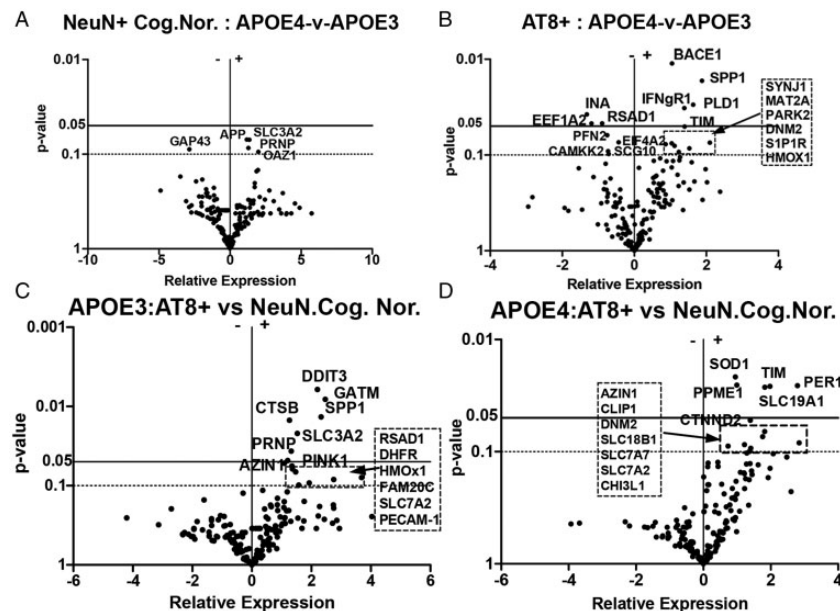 A
NeuN+ Cog.Nor. : APOE4-v-APOE3
- +
0.01
0.05
0.1
1
p-value
GAP43
APP
SLC3A2
PRNP
OAZ1
-10 -5 0 5 10
Relative Expression
B
AT8+ : APOE4-v-APOE3
- +
0.01
0.05
0.1
1
p-value
BACE1
SPP1
IFNgR1
PLD1
TIM
INA
EEF1A2
RSAD1
PFN2
EIF4A2
CAMKK2
SCG10
SYNJ1
MAT2A
PARK2
DNM2
S1P1R
HMOX1
-4 -2 0 2 4
Relative Expression
C
APOE3:AT8+ vs NeuN.Cog. Nor.
- +
0.001
0.01
0.05
0.1
1
p-value
DDIT3
GATM
SPP1
CTSB
SLC3A2
PRNP
AZIN1
PINK1
RSAD1
DHFR
HMOx1
FAM20C
SLC7A2
PECAM-1
-6 -4 -2 0 2 4 6
Relative Expression
D
APOE4:AT8+ vs NeuN.Cog.Nor.
- +
0.01
0.05
0.1
1
p-value
SOD1
TIM
PER1
PPME1
SLC19A1
CTNND2
AZIN1
CLIP1
DNM2
SLC18B1
SLC7A7
SLC7A2
CHI3L1
-6 -4 -2 0 2 4
Relative Expression